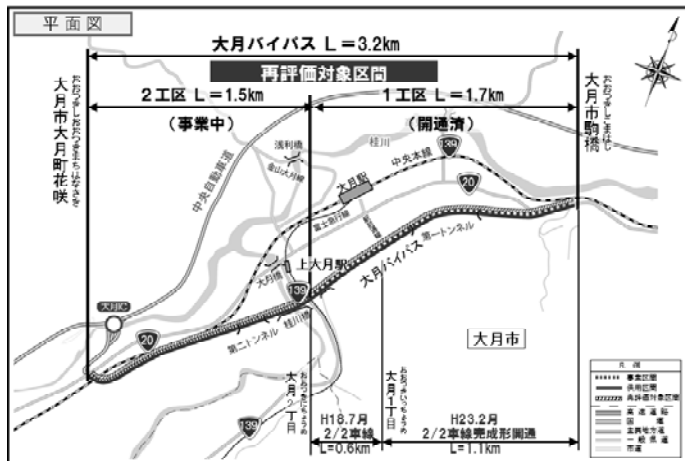 平面図
大月バイパス L=3.2km
再評価対象区間
2工区 L=1.5km
(事業中)
1工区 L=1.7km
(開通済)
大月市大月町花咲
おおつきしおおつきまちはなさき
大月市駒橋
おおつきしこまはし
中央自動車道
浅利橋
金山大月線
桂川
中央本線
139
大月駅
20
富士急行線
第一トンネル
大月バイパス
上大月駅
大月橋
139
桂川橋
第二トンネル
大月IC
20
139
大月市
大月2丁目
おおつきにちょうめ
大月1丁目
おおつきいっちょうめ
H18.7月
2/2車線
L=0.6km
H23.2月
2/2車線完成形開通
L=1.1km
凡例
事業区間
供用区間
再評価対象区間
高速道路
国道
主要地方道
一般県道
市道